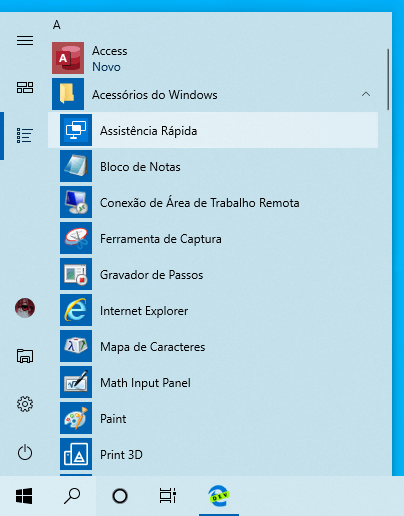 A
Access
Novo
Acessórios do Windows
Assistência Rápida
Bloco de Notas
Conexão de Área de Trabalho Remota
Ferramenta de Captura
Gravador de Passos
Internet Explorer
Mapa de Caracteres
Math Input Panel
Paint
Print 3D
DEV